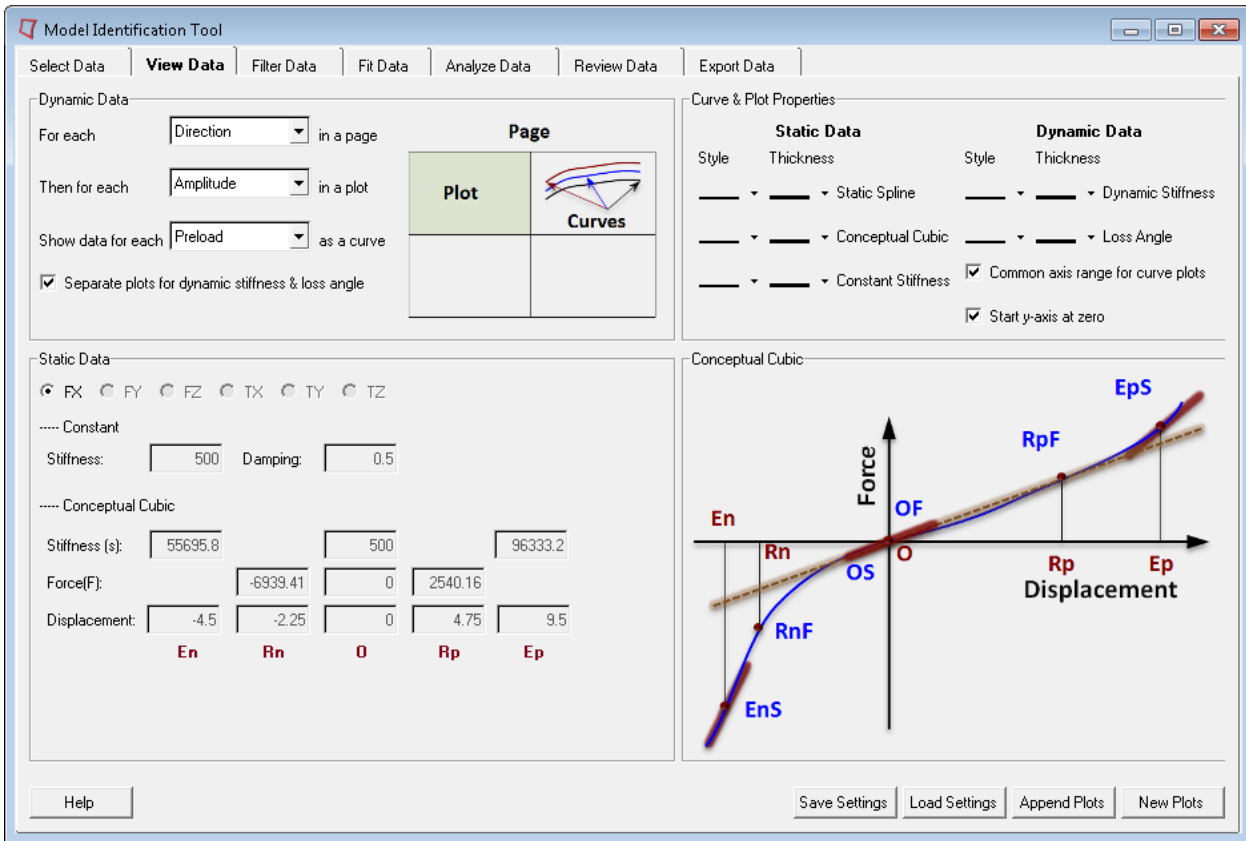 Model Identification Tool
Select Data View Data Filter Data Fit Data Analyze Data Review Data Export Data
Dynamic Data
For each Direction in a page
Then for each Amplitude in a plot
Show data for each Preload as a curve
Separate plots for dynamic stiffness & loss angle
Page
Plot
Curves
Curve & Plot Properties
Static Data Dynamic Data
Style Thickness Style Thickness
Static Spline Dynamic Stiffness
Conceptual Cubic Loss Angle
Constant Stiffness Common axis range for curve plots
Start y-axis at zero
Static Data
FX FY FZ TX TY TZ
----- Constant
Stiffness: 500 Damping: 0.5
----- Conceptual Cubic
Stiffness (s): 55695.8 500 96333.2
Force(F): -6939.41 0 2540.16
Displacement: -4.5 -2.25 0 4.75 9.5
En Rn O Rp Ep
Conceptual Cubic
EpS
RpF
Force
OF
En
Rn O
OS Rp Ep
Displacement
RnF
EnS
Help Save Settings Load Settings Append Plots New Plots